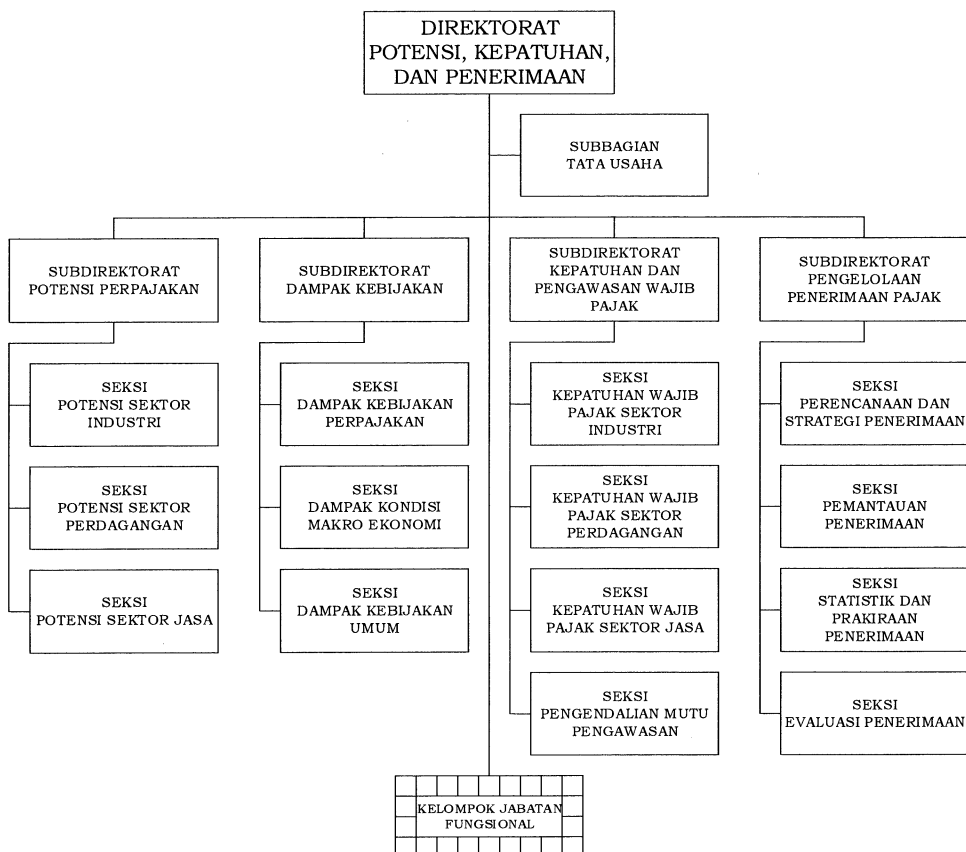 DIREKTORAT
POTENSI, KEPATUHAN,
DAN PENERIMAAN
SUBBAGIAN
TATA USAHA
SUBDIREKTORAT
POTENSI PERPAJAKAN
SUBDIREKTORAT
DAMPAK KEBIJAKAN
SUBDIREKTORAT
KEPATUHAN DAN
PENGAWASAN WAJIB
PAJAK
SUBDIREKTORAT
PENGELOLAAN
PENERIMAAN PAJAK
SEKSI
POTENSI SEKTOR
INDUSTRI
SEKSI
DAMPAK KEBIJAKAN
PERPAJAKAN
SEKSI
KEPATUHAN WAJIB
PAJAK SEKTOR
INDUSTRI
SEKSI
PERENCANAAN DAN
STRATEGI PENERIMAAN
SEKSI
POTENSI SEKTOR
PERDAGANGAN
SEKSI
DAMPAK KONDISI
MAKRO EKONOMI
SEKSI
KEPATUHAN WAJIB
PAJAK SEKTOR
PERDAGANGAN
SEKSI
PEMANTAUAN
PENERIMAAN
SEKSI
POTENSI SEKTOR JASA
SEKSI
DAMPAK KEBIJAKAN
UMUM
SEKSI
KEPATUHAN WAJIB
PAJAK SEKTOR JASA
SEKSI
STATISTIK DAN
PRAKIRAAN
PENERIMAAN
SEKSI
PENGENDALIAN MUTU
PENGAWASAN
SEKSI
EVALUASI PENERIMAAN
KELOMPOK JABATAN
FUNGSIONAL